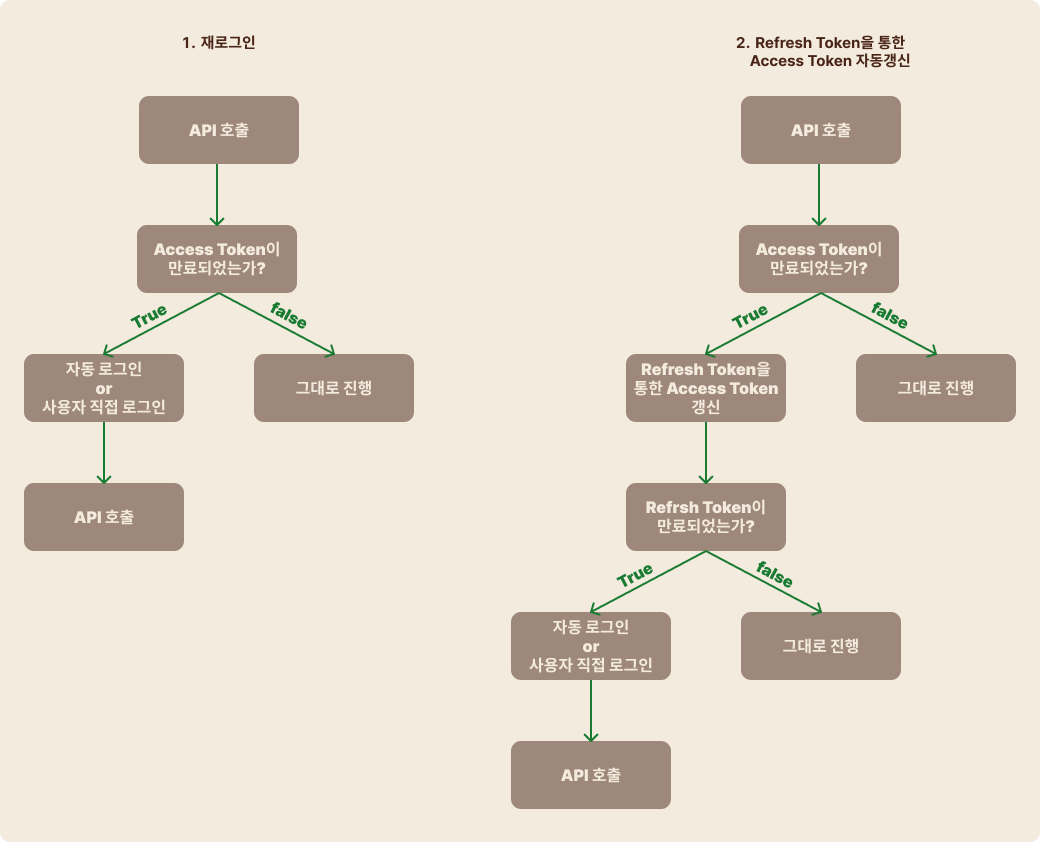 1. 재로그인
API 호출
Access Token이
만료되었는가?
True
false
자동 로그인
or
사용자 직접 로그인
그대로 진행
API 호출
2. Refresh Token을 통한
Access Token 자동갱신
API 호출
Access Token이
만료되었는가?
True
false
Refresh Token을
통한 Access Token
갱신
그대로 진행
Refrsh Token이
만료되었는가?
True
false
자동 로그인
or
사용자 직접 로그인
그대로 진행
API 호출